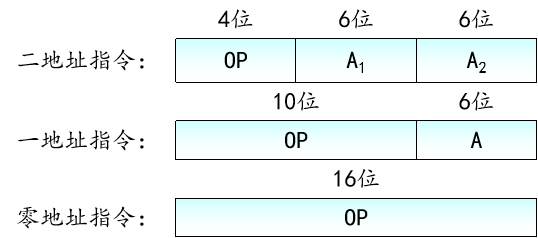 4位 6位 6位
二地址指令: OP A₁ A₂
10位 6位
一地址指令: OP A
16位
零地址指令: OP